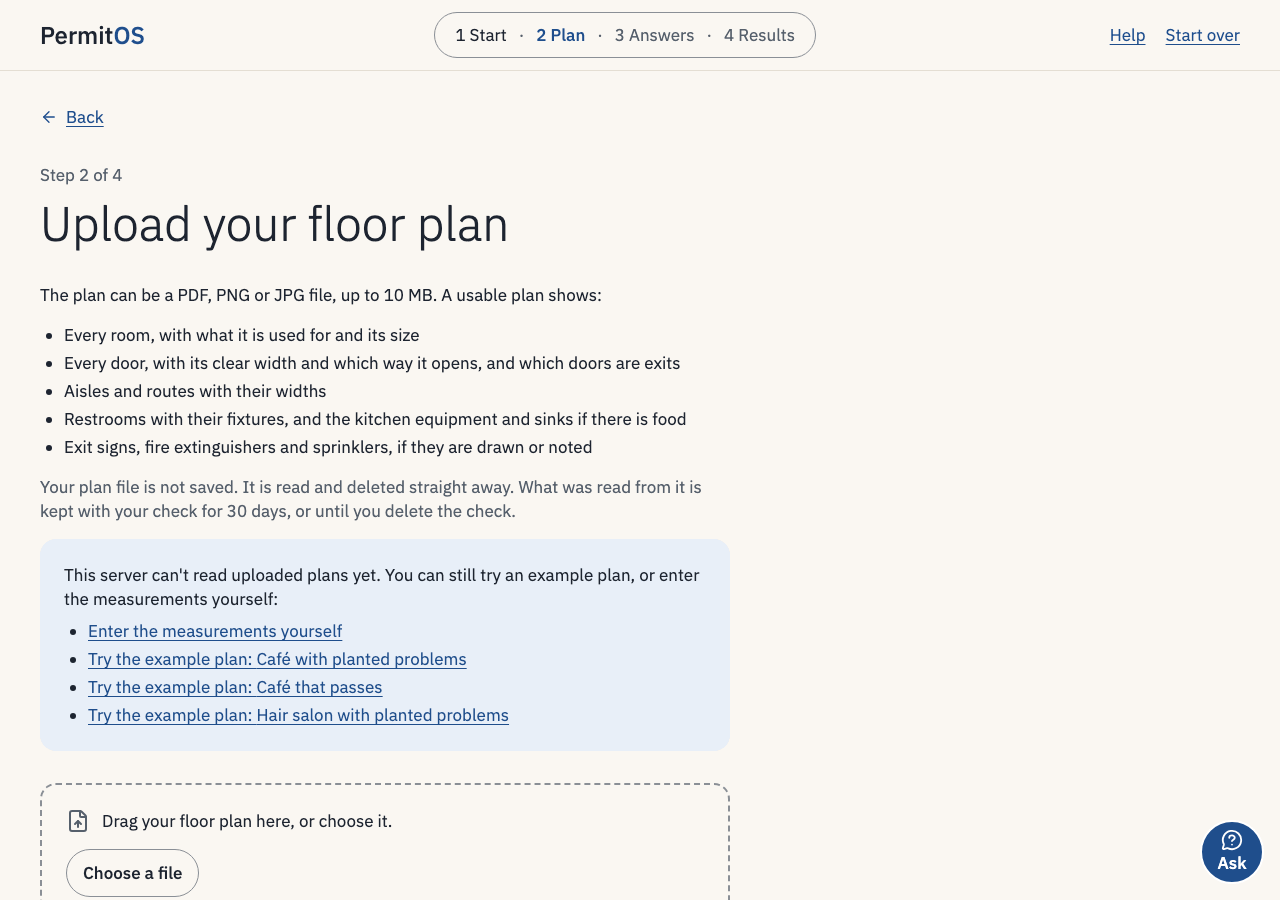 PermitOS
1 Start · 2 Plan · 3 Answers · 4 Results
Help
Start over
Back
Step 2 of 4
Upload your floor plan
The plan can be a PDF, PNG or JPG file, up to 10 MB. A usable plan shows:
• Every room, with what it is used for and its size
• Every door, with its clear width and which way it opens, and which doors are exits
• Aisles and routes with their widths
• Restrooms with their fixtures, and the kitchen equipment and sinks if there is food
• Exit signs, fire extinguishers and sprinklers, if they are drawn or noted
Your plan file is not saved. It is read and deleted straight away. What was read from it is
kept with your check for 30 days, or until you delete the check.
This server can't read uploaded plans yet. You can still try an example plan, or enter
the measurements yourself:
• Enter the measurements yourself
• Try the example plan: Café with planted problems
• Try the example plan: Café that passes
• Try the example plan: Hair salon with planted problems
Drag your floor plan here, or choose it.
Choose a file
Ask